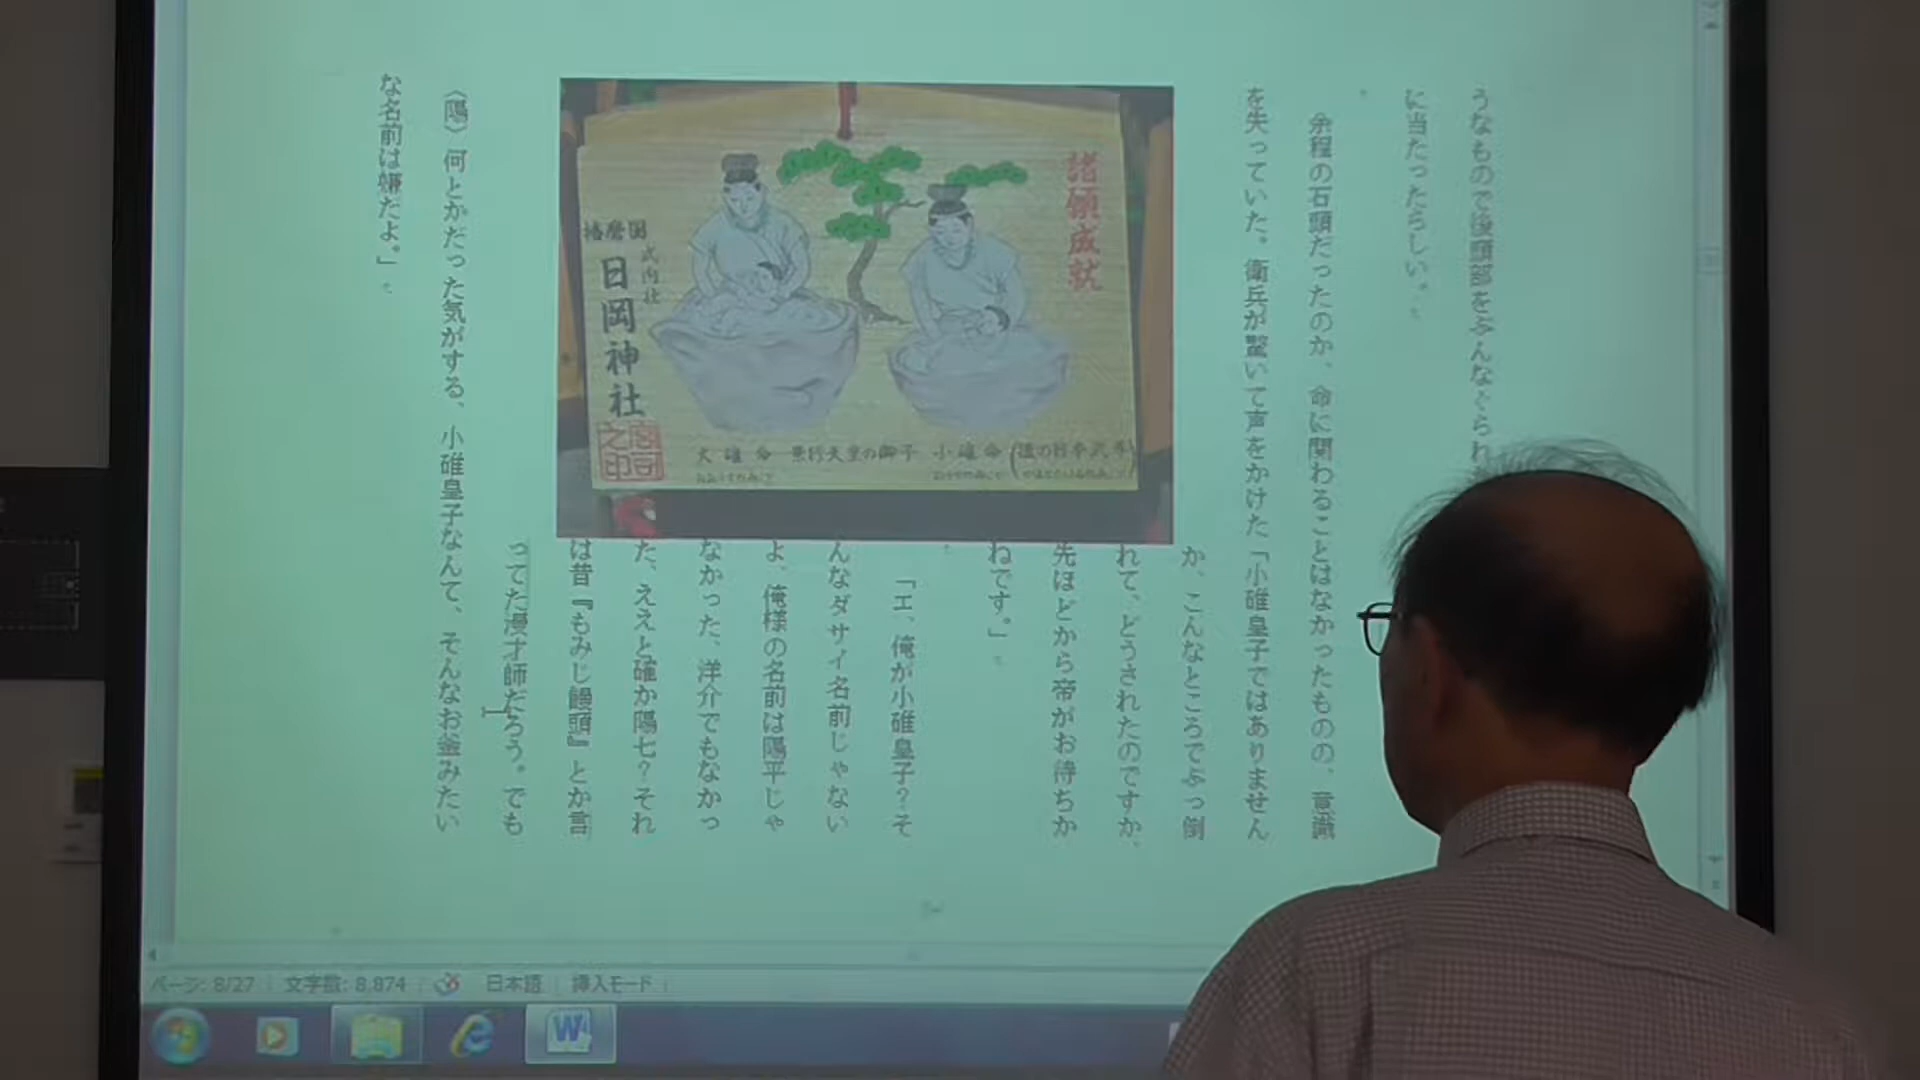 うなもので後頭部をぶんなぐられ
に当たったらしい。
余程の石頭だったのか、命に関わることはなかったものの、意識
を失っていた。衛兵が驚いて声をかけた「小碓皇子ではありません
か、こんなところでぶっ倒
れて、どうされたのですか、
先ほどから帝がお待ちか
ねです。」
「エ、俺が小碓皇子？そ
んなダサイ名前じゃない
よ、俺様の名前は陽平じゃ
なかった、洋介でもなかっ
た、ええと確か陽七？それ
は昔『もみじ饅頭』とか言
ってた漫才師だろう。でも
（陽）何とかだった気がする、小碓皇子なんて、そんなお釜みたい
な名前は嫌だよ。」
諸願成就
播磨国
式内社
日岡神社
宮司之印
大碓命 景行天皇の御子 小碓命(後の日本武尊)
ページ: 8/27 文字数: 8,874 日本語 挿入モード